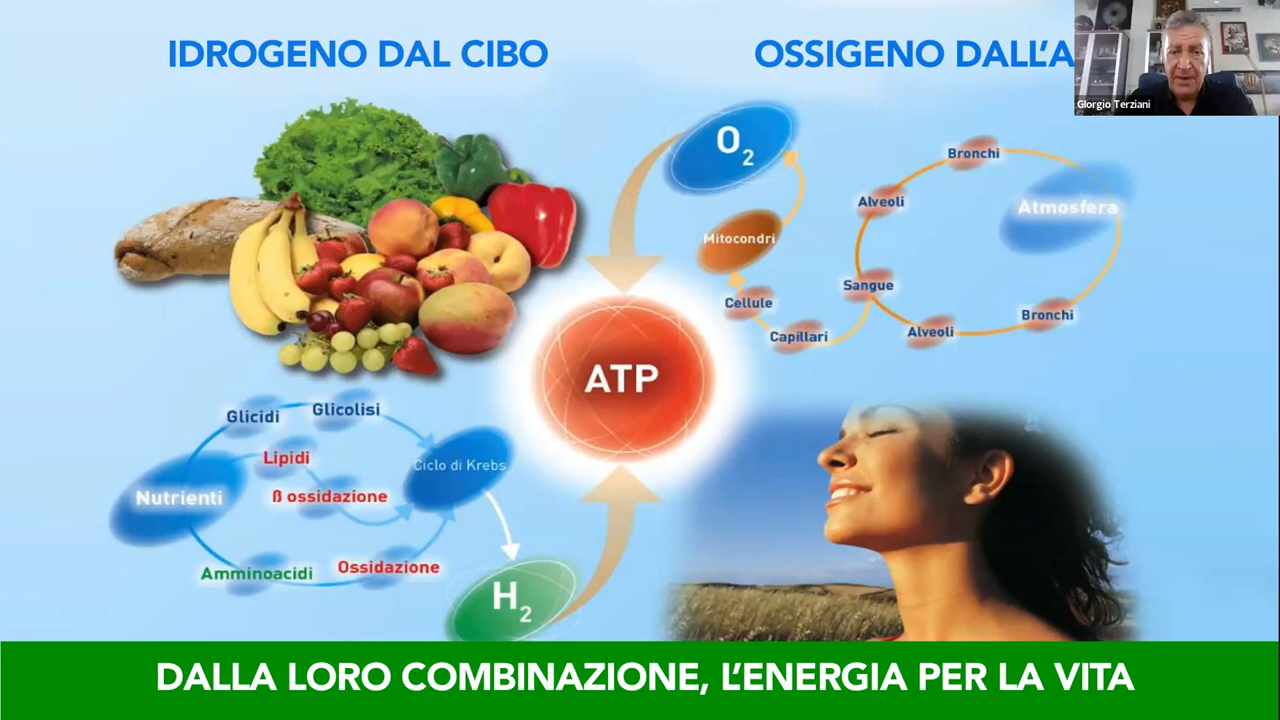 IDROGENO DAL CIBO
OSSIGENO DALL'A
Giorgio Terziani
O2
Bronchi
Alveoli
Atmosfera
Mitocondri
Sangue
Cellule
Bronchi
Alveoli
Capillari
ATP
Glicidi
Glicolisi
Lipidi
Ciclo di Krebs
Nutrienti
ß ossidazione
Amminoacidi
Ossidazione
H2
DALLA LORO COMBINAZIONE, L'ENERGIA PER LA VITA